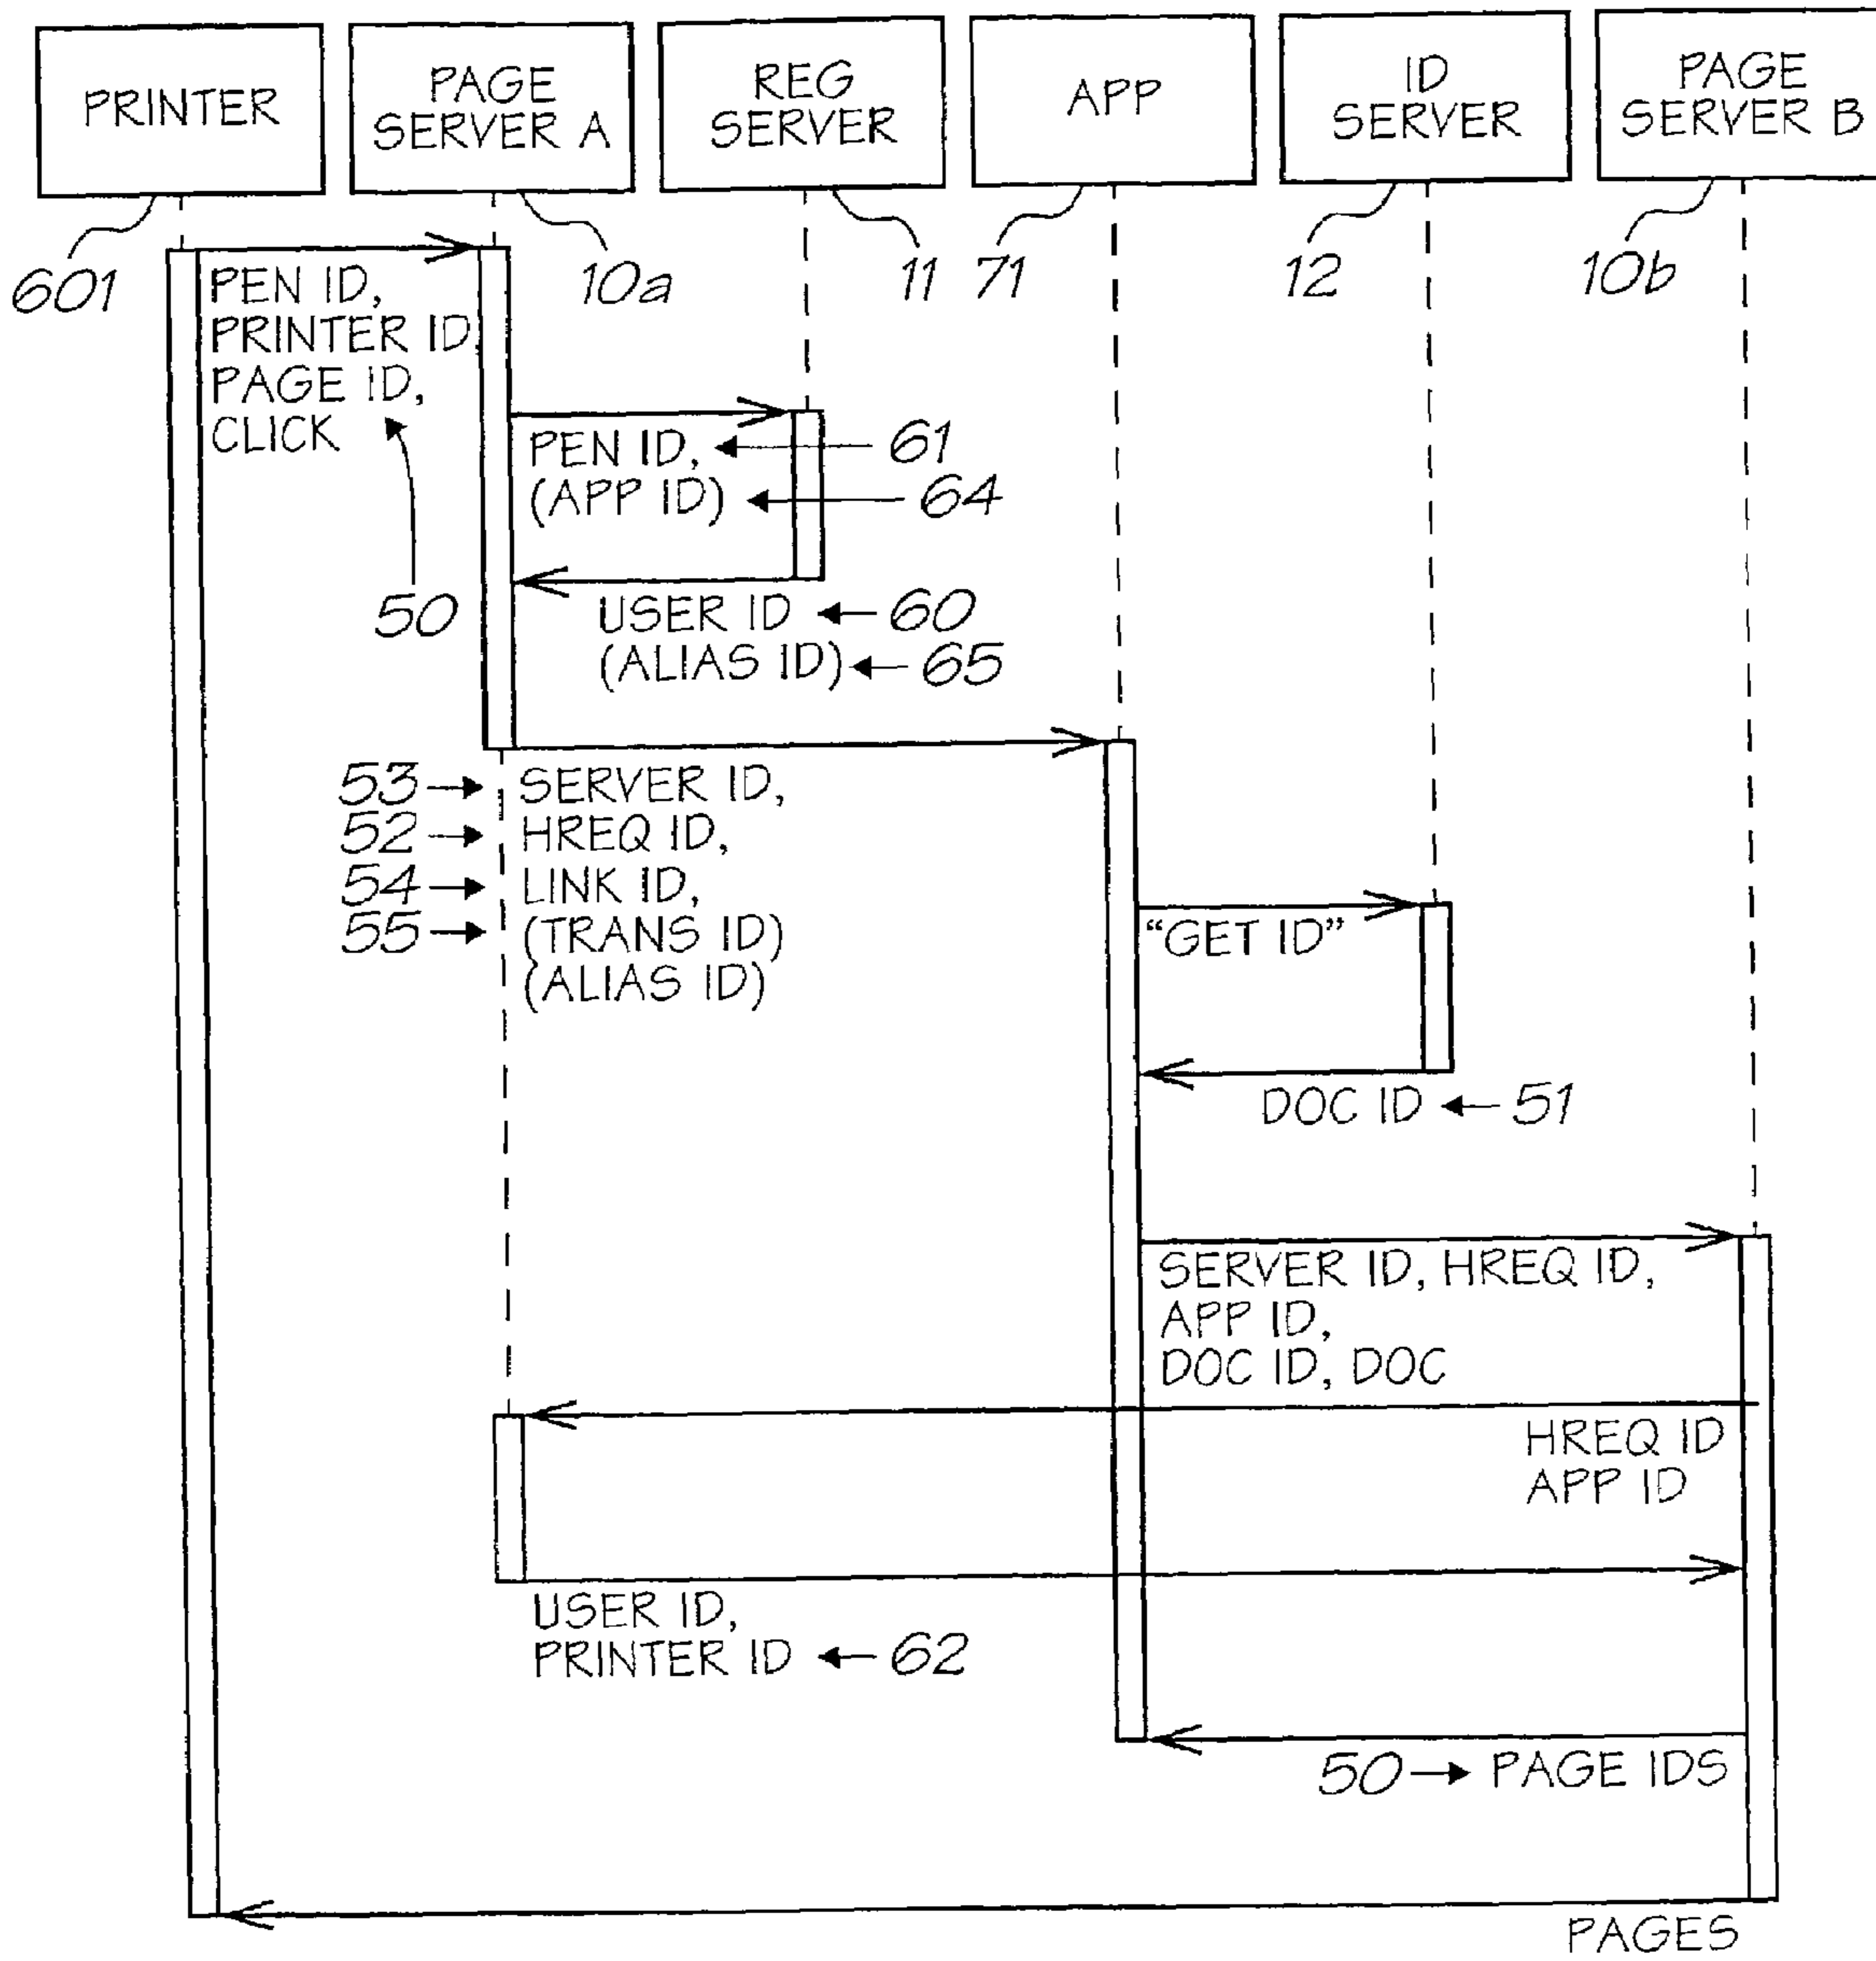 PRINTER
PAGE
SERVER A
REG
SERVER
APP
ID
SERVER
PAGE
SERVER B
601
10a
11
71
12
10b
PEN ID,
PRINTER ID
PAGE ID,
CLICK
50
PEN ID,
61
(APP ID)
64
USER ID
60
(ALIAS ID)
65
53
SERVER ID,
52
HREQ ID,
54
LINK ID,
55
(TRANS ID)
(ALIAS ID)
"GET ID"
DOC ID
51
SERVER ID, HREQ ID,
APP ID,
DOC ID, DOC
HREQ ID
APP ID
USER ID,
PRINTER ID
62
50
PAGE IDS
PAGES